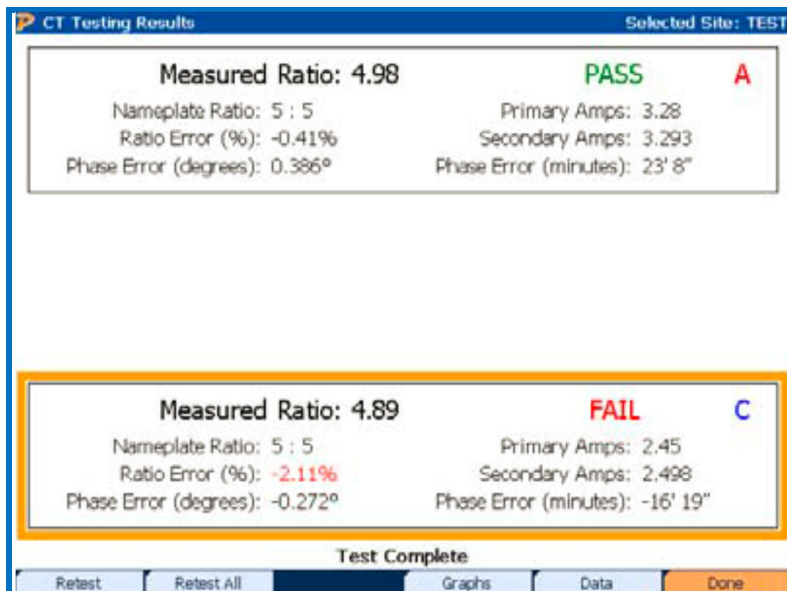 CT Testing Results Selected Site: TEST
Measured Ratio: 4.98 PASS A
Nameplate Ratio: 5 : 5 Primary Amps: 3.28
Ratio Error (%): -0.41% Secondary Amps: 3.293
Phase Error (degrees): 0.386º Phase Error (minutes): 23' 8"
Measured Ratio: 4.89 FAIL C
Nameplate Ratio: 5 : 5 Primary Amps: 2.45
Ratio Error (%): -2.11% Secondary Amps: 2.498
Phase Error (degrees): -0.272º Phase Error (minutes): -16' 19"
Test Complete
Retest Retest All Graphs Data Done